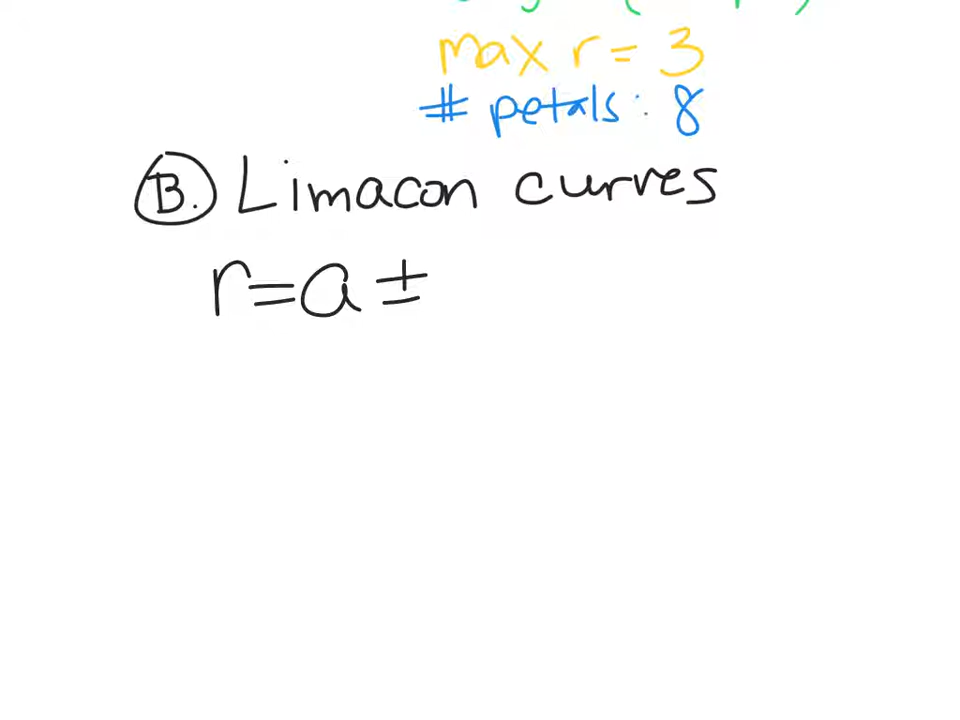 max r = 3
# petals: 8
B. Limacon curves
r=a ±